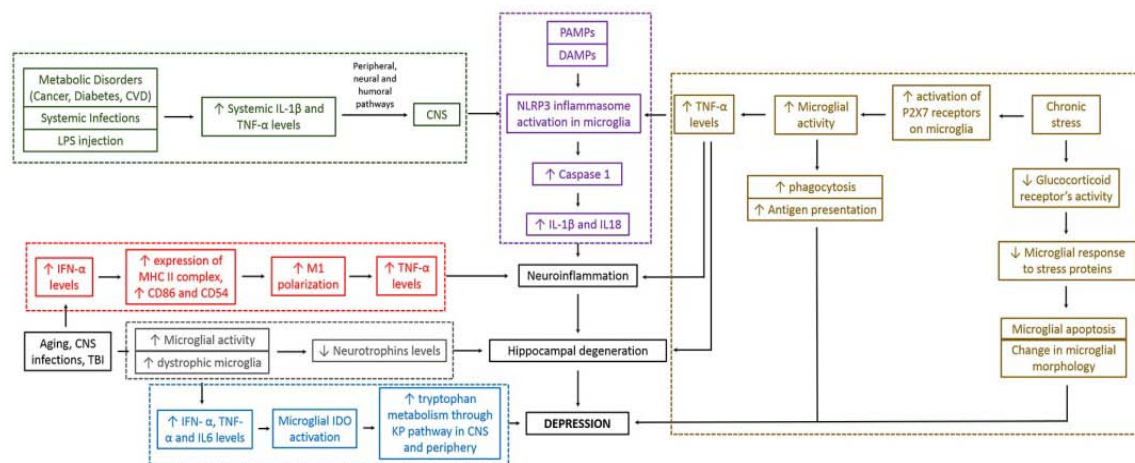 Metabolic Disorders
(Cancer, Diabetes, CVD)
Systemic Infections
LPS injection
↑ Systemic IL-1β and
TNF-α levels
Peripheral,
neural and
humoral
pathways
CNS
PAMPs
DAMPs
NLRP3 inflammasome
activation in microglia
↑ Caspase 1
↑ IL-1β and IL18
↑ TNF-α
levels
↑ Microglial
activity
↑ activation of
P2X7 receptors
on microglia
Chronic
stress
↑ phagocytosis
↑ Antigen presentation
↓ Glucocorticoid
receptor's activity
↓ Microglial response
to stress proteins
Microglial apoptosis
Change in microglial
morphology
↑ IFN-α
levels
↑ expression of
MHC II complex,
↑ CD86 and CD54
↑ M1
polarization
↑ TNF-α
levels
Neuroinflammation
Aging, CNS
infections, TBI
↑ Microglial activity
↑ dystrophic microglia
↓ Neurotrophins levels
Hippocampal degeneration
↑ IFN- α, TNF-
α and IL6 levels
Microglial IDO
activation
↑ tryptophan
metabolism through
KP pathway in CNS
and periphery
DEPRESSION